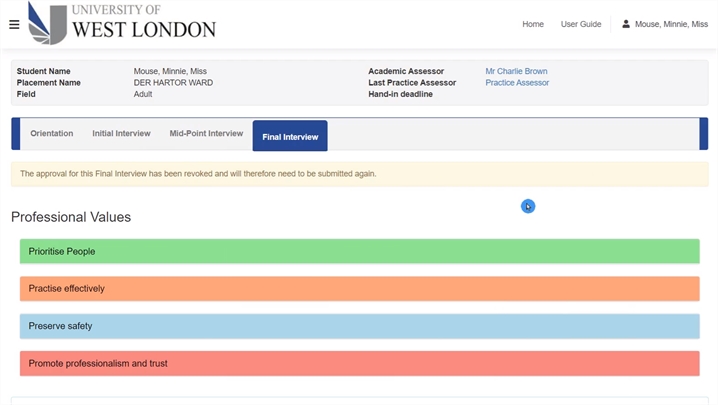 UNIVERSITY OF
WEST LONDON
Home User Guide Mouse, Minnie, Miss
Student Name Mouse, Minnie, Miss Academic Assessor Mr Charlie Brown
Placement Name DER HARTOR WARD Last Practice Assessor Practice Assessor
Field Adult Hand-in deadline
Orientation Initial Interview Mid-Point Interview Final Interview
The approval for this Final Interview has been revoked and will therefore need to be submitted again.
Professional Values
Prioritise People
Practise effectively
Preserve safety
Promote professionalism and trust